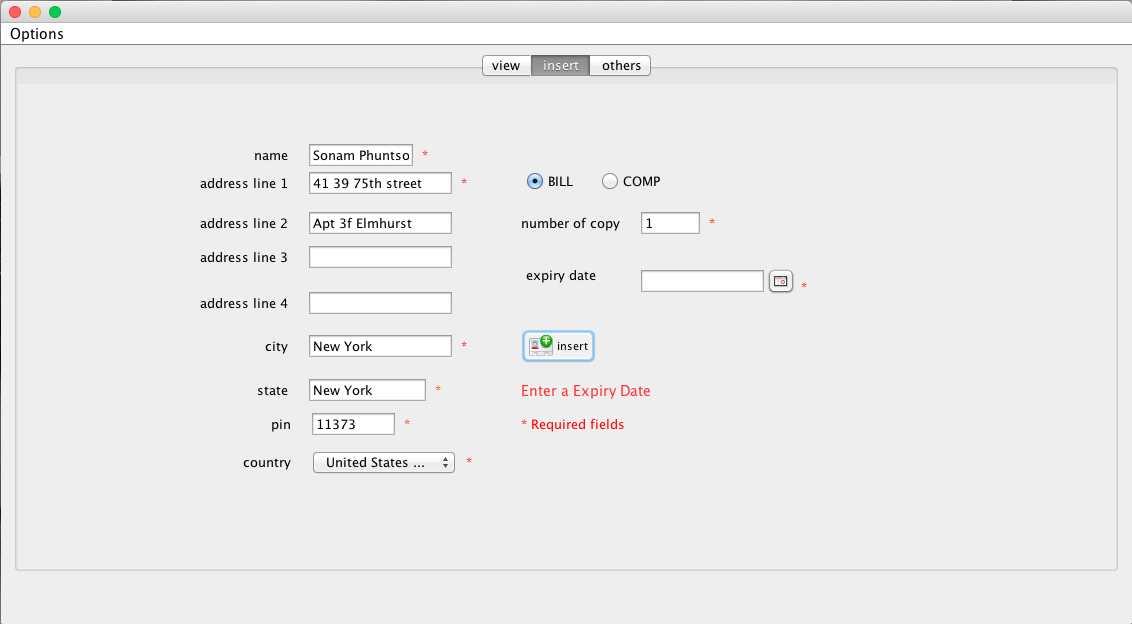 Options
view insert others
name Sonam Phuntso *
address line 1 41 39 75th street * BILL COMP
address line 2 Apt 3f Elmhurst number of copy 1 *
address line 3
expiry date *
address line 4
city New York * insert
state New York * Enter a Expiry Date
pin 11373 * * Required fields
country United States ... *